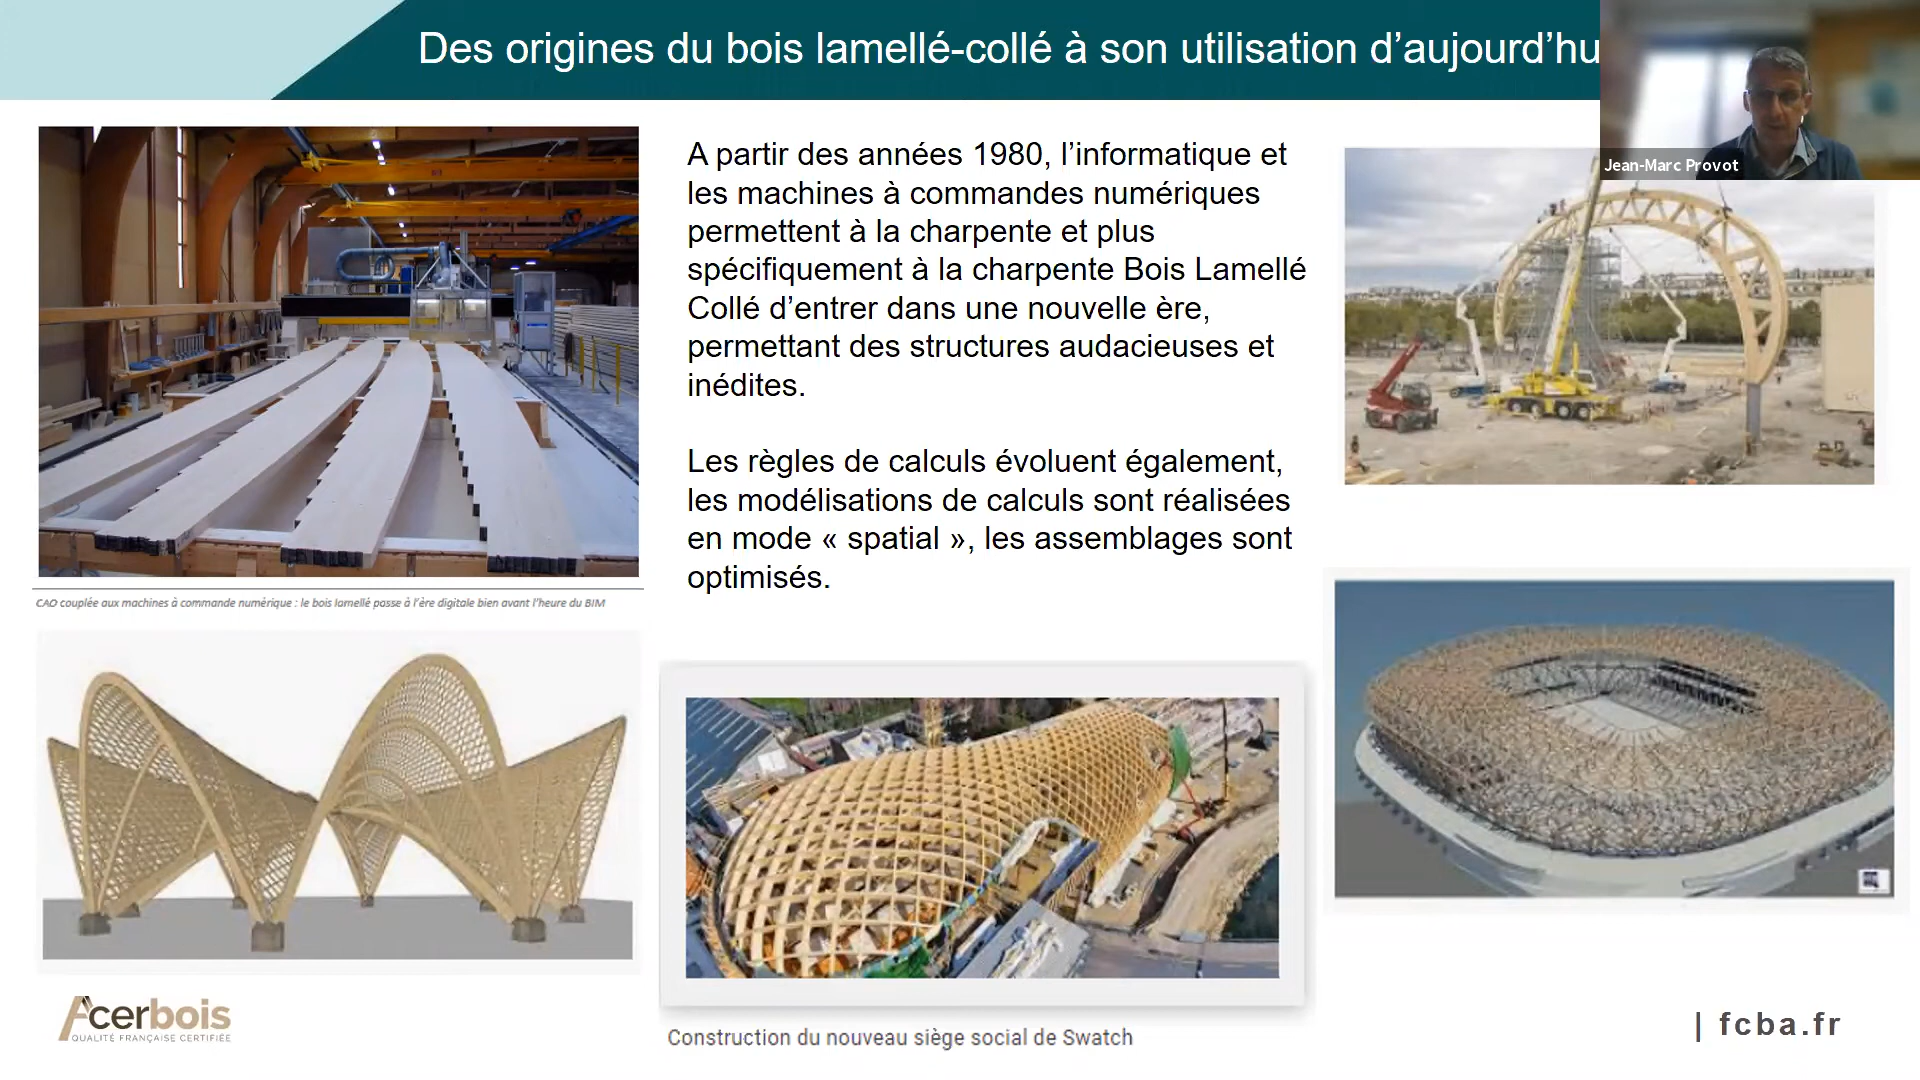 Des origines du bois lamellé-collé à son utilisation d’aujourd’hu
Jean-Marc Provot
A partir des années 1980, l’informatique et
les machines à commandes numériques
permettent à la charpente et plus
spécifiquement à la charpente Bois Lamellé
Collé d’entrer dans une nouvelle ère,
permettant des structures audacieuses et
inédites.
Les règles de calculs évoluent également,
les modélisations de calculs sont réalisées
en mode « spatial », les assemblages sont
optimisés.
CAO couplée aux machines à commande numérique : le bois lamellé passe à l’ère digitale bien avant l’heure du BIM
Construction du nouveau siège social de Swatch
Acerbois
QUALITÉ FRANÇAISE CERTIFIÉE
| fcba.fr